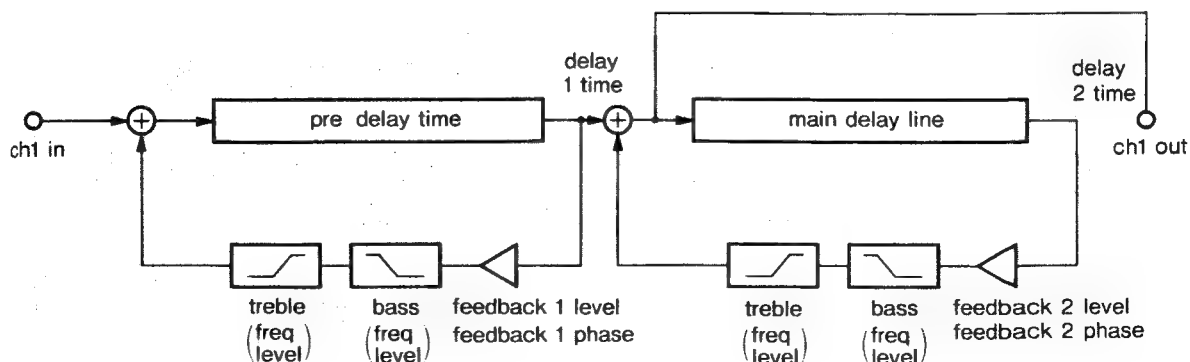 delay
1 time
delay
2 time
pre delay time
main delay line
ch1 in
ch1 out
treble
(freq
level)
bass
(freq
level)
feedback 1 level
feedback 1 phase
treble
(freq
level)
bass
(freq
level)
feedback 2 level
feedback 2 phase